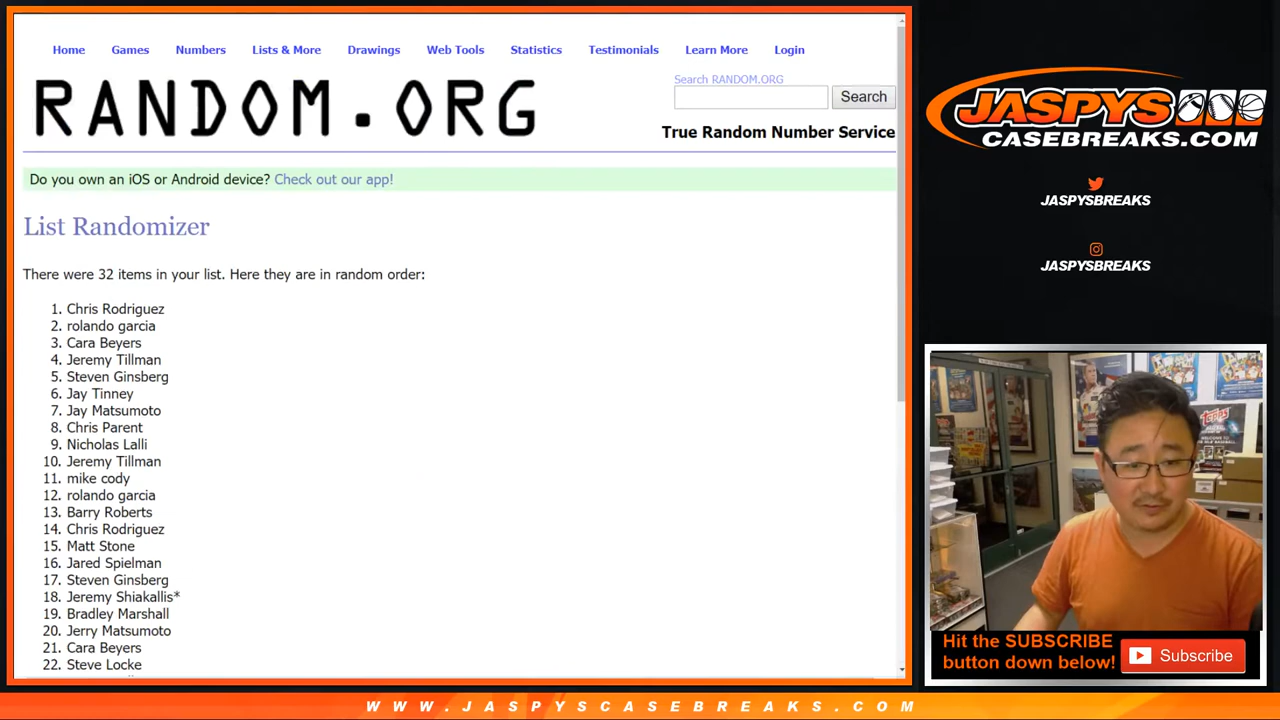 Home Games Numbers Lists & More Drawings Web Tools Statistics Testimonials Learn More Login
RANDOM.ORG
Search RANDOM.ORG
Search
True Random Number Service
Do you own an iOS or Android device? Check out our app!
List Randomizer
There were 32 items in your list. Here they are in random order:
1. Chris Rodriguez
2. rolando garcia
3. Cara Beyers
4. Jeremy Tillman
5. Steven Ginsberg
6. Jay Tinney
7. Jay Matsumoto
8. Chris Parent
9. Nicholas Lalli
10. Jeremy Tillman
11. mike cody
12. rolando garcia
13. Barry Roberts
14. Chris Rodriguez
15. Matt Stone
16. Jared Spielman
17. Steven Ginsberg
18. Jeremy Shiakallis*
19. Bradley Marshall
20. Jerry Matsumoto
21. Cara Beyers
22. Steve Locke
JASPYS
CASEBREAKS.COM
JASPYSBREAKS
JASPYSBREAKS
topps
Hit the SUBSCRIBE
button down below!
Subscribe
WWW.JASPYSCASEBREAKS.COM